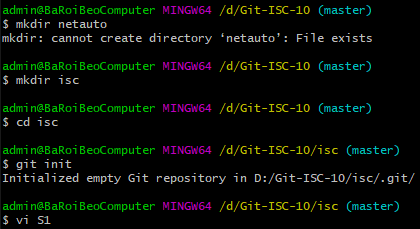 admin@BaRoiBeoComputer MINGW64 /d/Git-ISC-10 (master)
$ mkdir netauto
mkdir: cannot create directory ‘netauto’: File exists
admin@BaRoiBeoComputer MINGW64 /d/Git-ISC-10 (master)
$ mkdir isc
admin@BaRoiBeoComputer MINGW64 /d/Git-ISC-10 (master)
$ cd isc
admin@BaRoiBeoComputer MINGW64 /d/Git-ISC-10/isc (master)
$ git init
Initialized empty Git repository in D:/Git-ISC-10/isc/.git/
admin@BaRoiBeoComputer MINGW64 /d/Git-ISC-10/isc (master)
$ vi S1